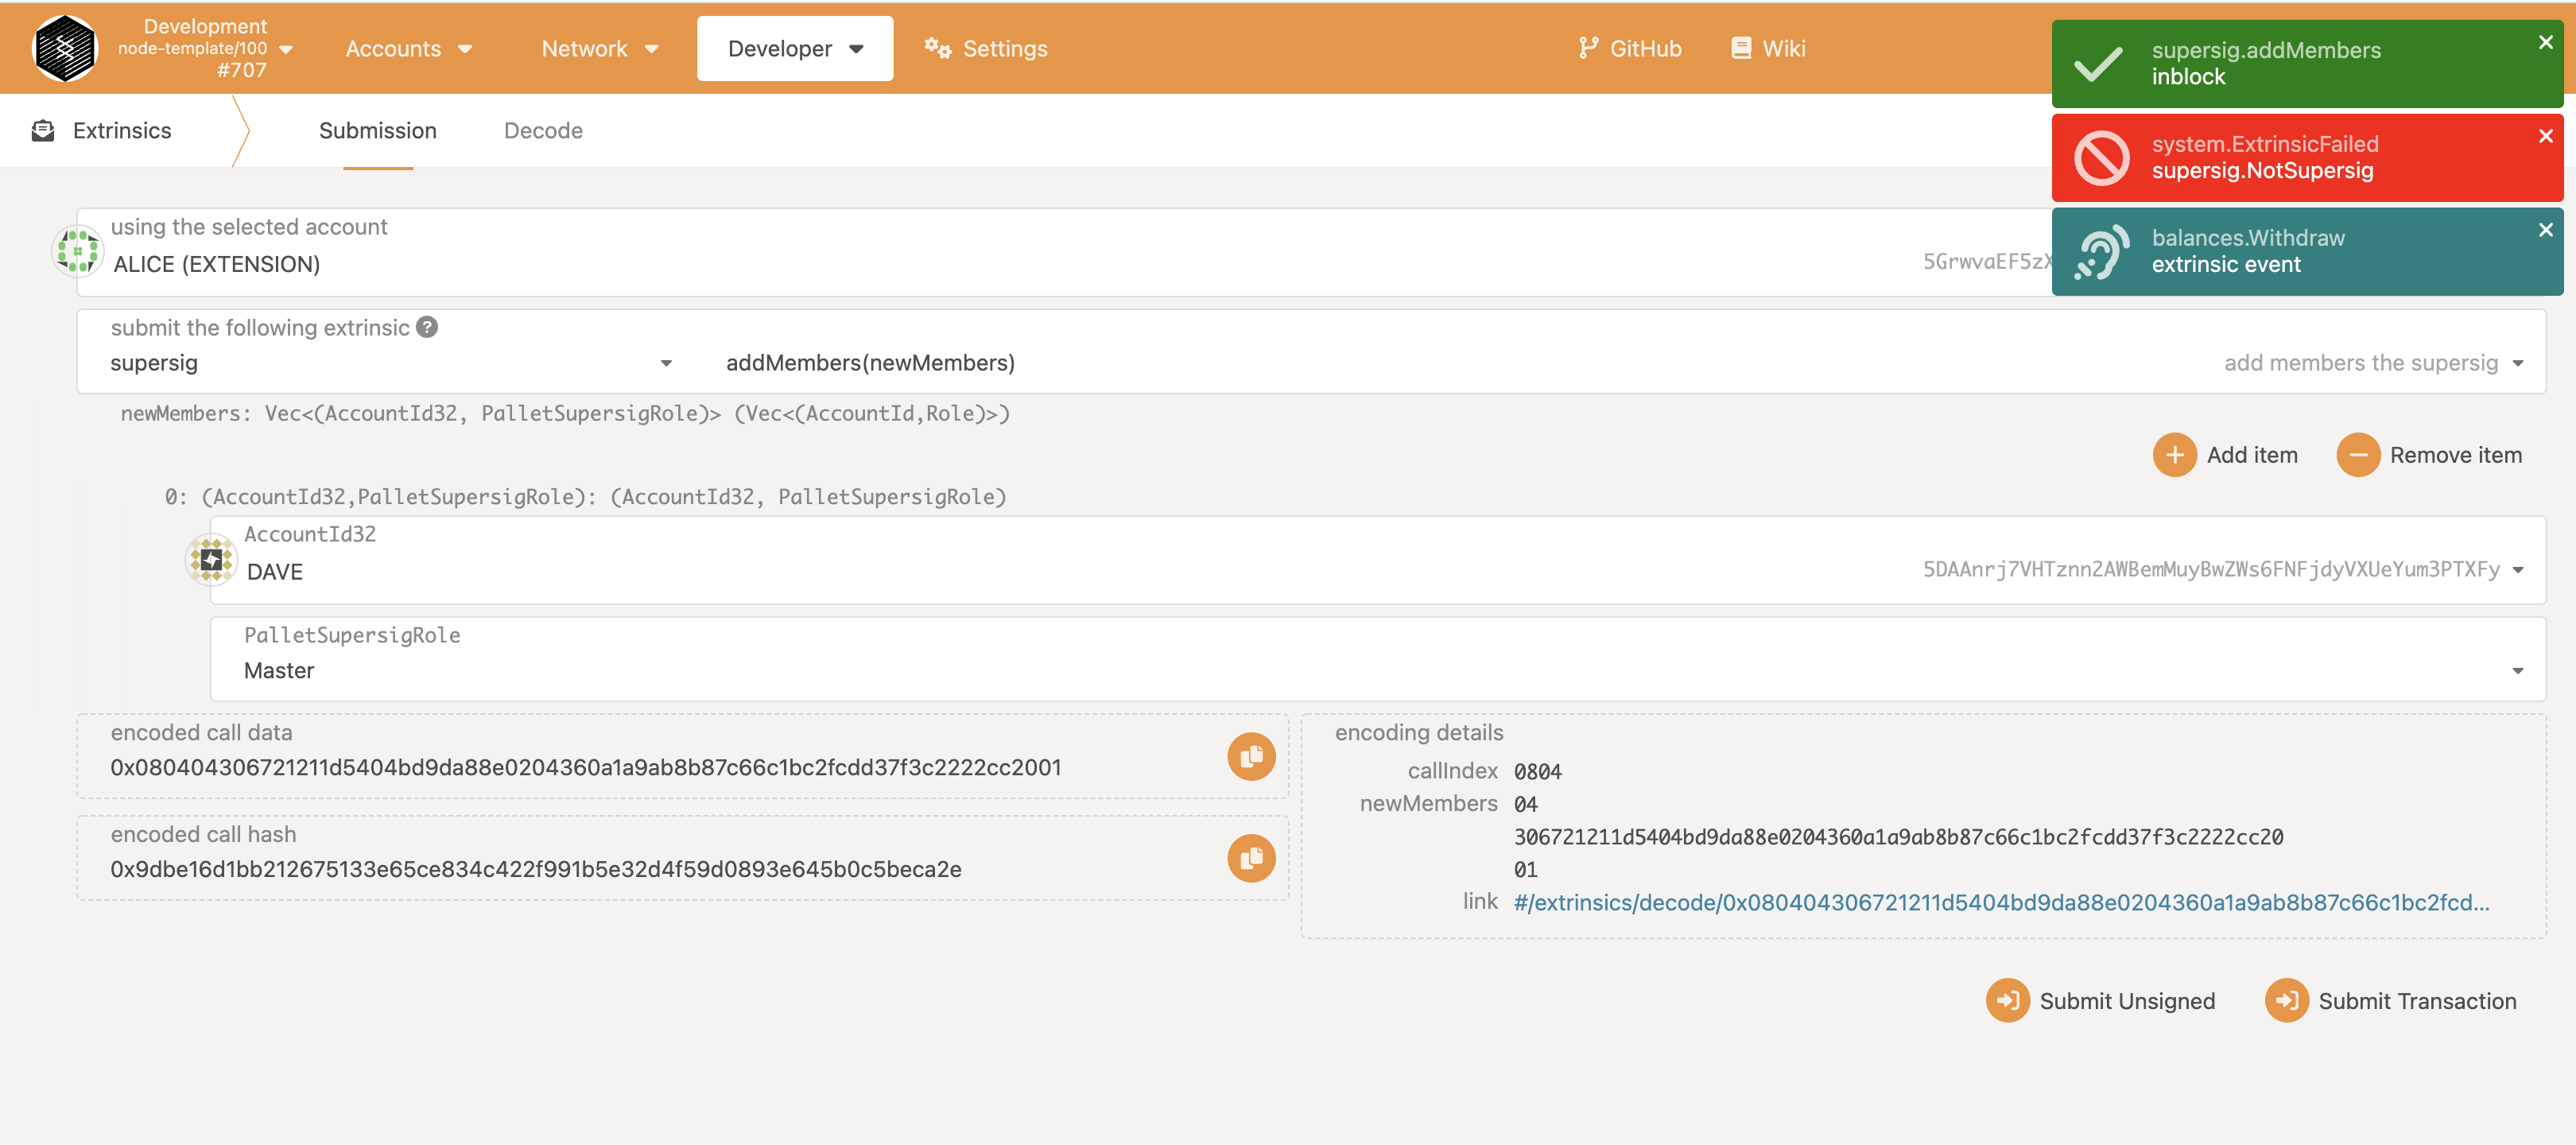 Development
node-template/100
#707
Accounts
Network
Developer
Settings
GitHub
Wiki
supersig.addMembers
inblock
system.ExtrinsicFailed
supersig.NotSupersig
balances.Withdraw
extrinsic event
Extrinsics
Submission
Decode
using the selected account
ALICE (EXTENSION)
5GrwvaEF5zX
submit the following extrinsic
supersig
addMembers(newMembers)
add members the supersig
newMembers: Vec<(AccountId32, PalletSupersigRole)> (Vec<(AccountId,Role)>)
Add item
Remove item
0: (AccountId32,PalletSupersigRole): (AccountId32, PalletSupersigRole)
AccountId32
DAVE
5DAAnrj7VHTznn2AWBemMuyBwZWs6FNFjdyVXUeYum3PTXFy
PalletSupersigRole
Master
encoded call data
0x080404306721211d5404bd9da88e0204360a1a9ab8b87c66c1bc2fcdd37f3c2222cc2001
encoded call hash
0x9dbe16d1bb212675133e65ce834c422f991b5e32d4f59d0893e645b0c5beca2e
encoding details
callIndex 0804
newMembers 04
306721211d5404bd9da88e0204360a1a9ab8b87c66c1bc2fcdd37f3c2222cc20
01
link #/extrinsics/decode/0x080404306721211d5404bd9da88e0204360a1a9ab8b87c66c1bc2fcd...
Submit Unsigned
Submit Transaction